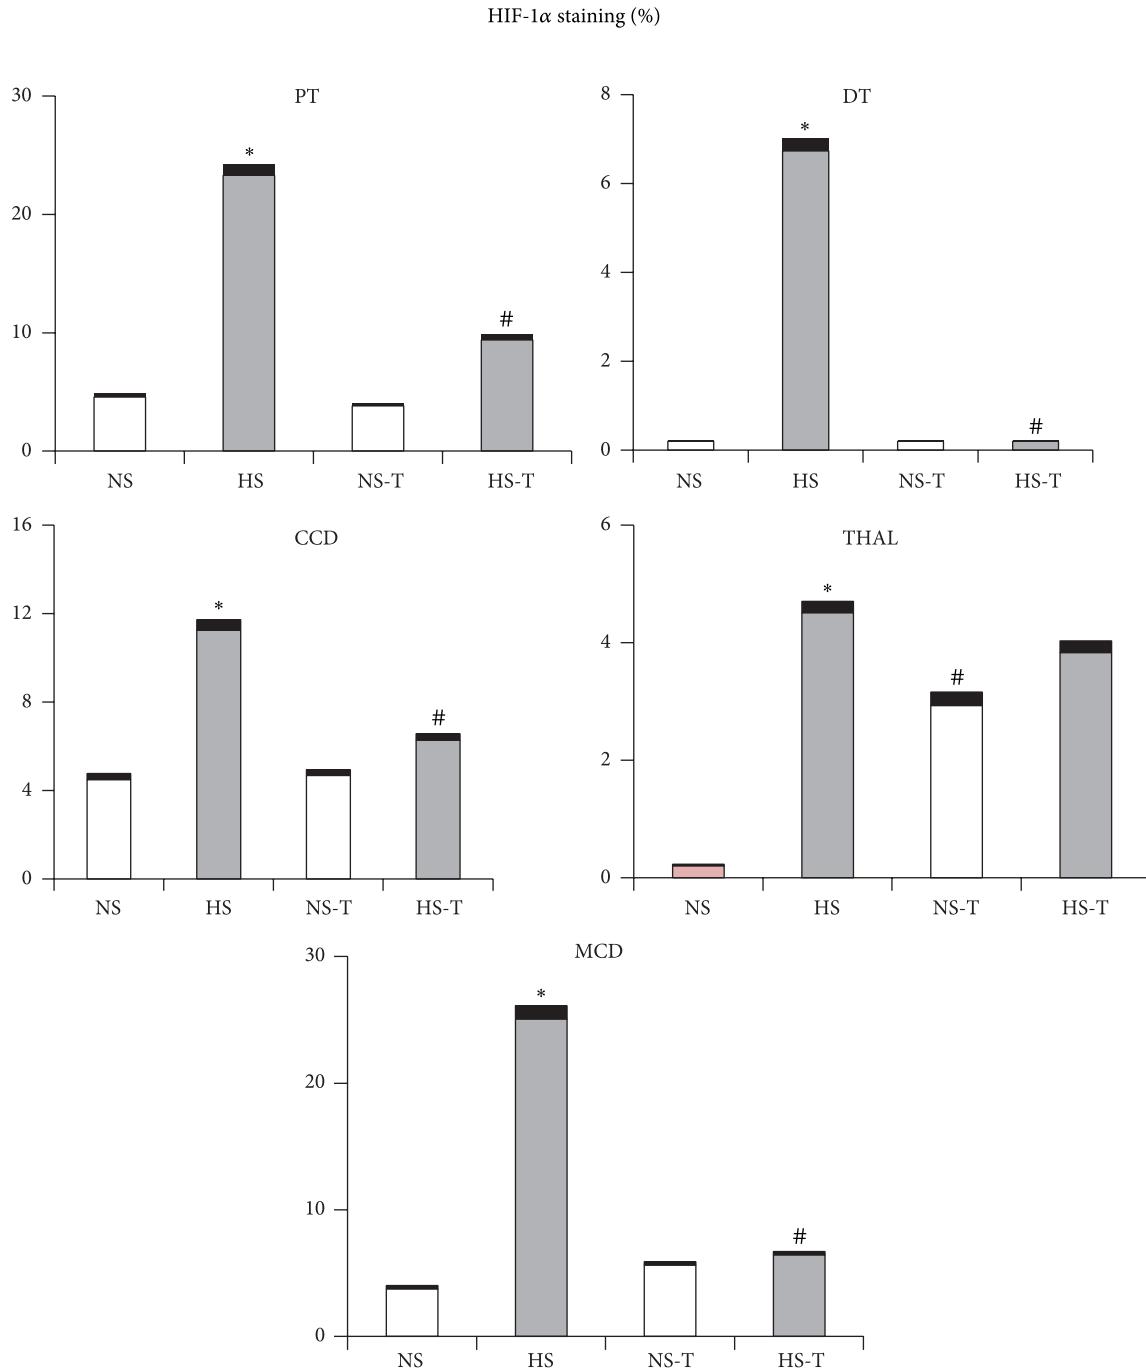 HIF-1α staining (%)
PT
30
20
10
0
*
#
NS HS NS-T HS-T
DT
8
6
4
2
0
*
#
NS HS NS-T HS-T
CCD
16
12
8
4
0
*
#
NS HS NS-T HS-T
THAL
6
4
2
0
*
#
NS HS NS-T HS-T
MCD
30
20
10
0
*
#
NS HS NS-T HS-T